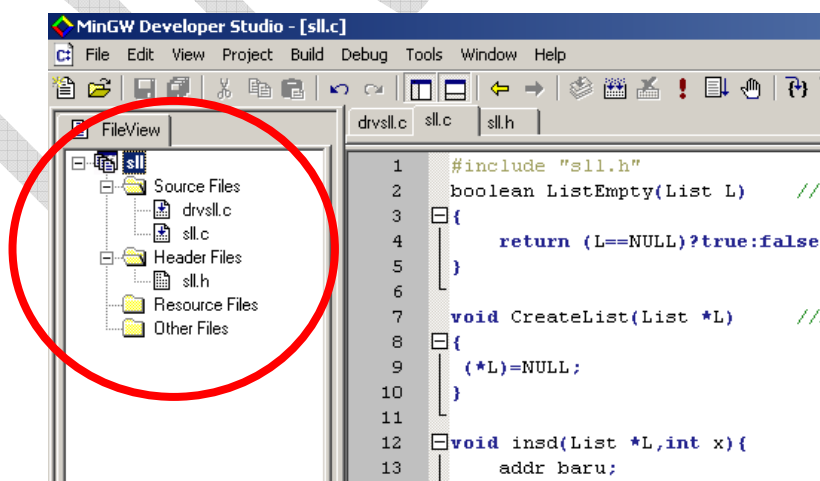 MinGW Developer Studio - [sll.c]
File Edit View Project Build Debug Tools Window Help
FileView
sll
Source Files
drvsll.c
sll.c
Header Files
sll.h
Resource Files
Other Files
drvsll.c sll.c sll.h
1 #include "sll.h"
2 boolean ListEmpty(List L) //
3 {
4 return (L==NULL)?true:false
5 }
6
7 void CreateList(List *L) //
8 {
9 (*L)=NULL;
10 }
11
12 void insd(List *L,int x){
13 addr baru;